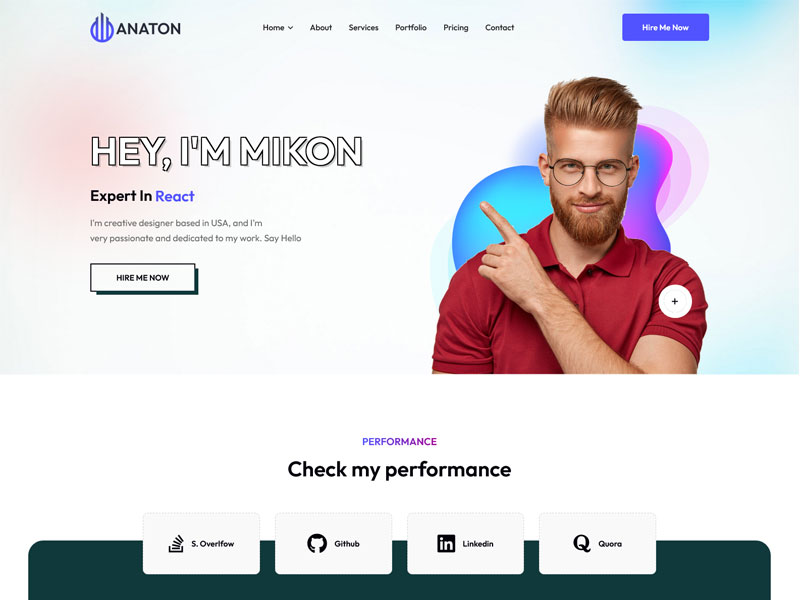 ANATON
Home
About
Services
Portfolio
Pricing
Contact
Hire Me Now
HEY, I'M MIKON
Expert In React
I'm creative designer based in USA, and I'm
very passionate and dedicated to my work. Say Hello
HIRE ME NOW
+
PERFORMANCE
Check my performance
S. Overlfow
Github
Linkedin
Quora